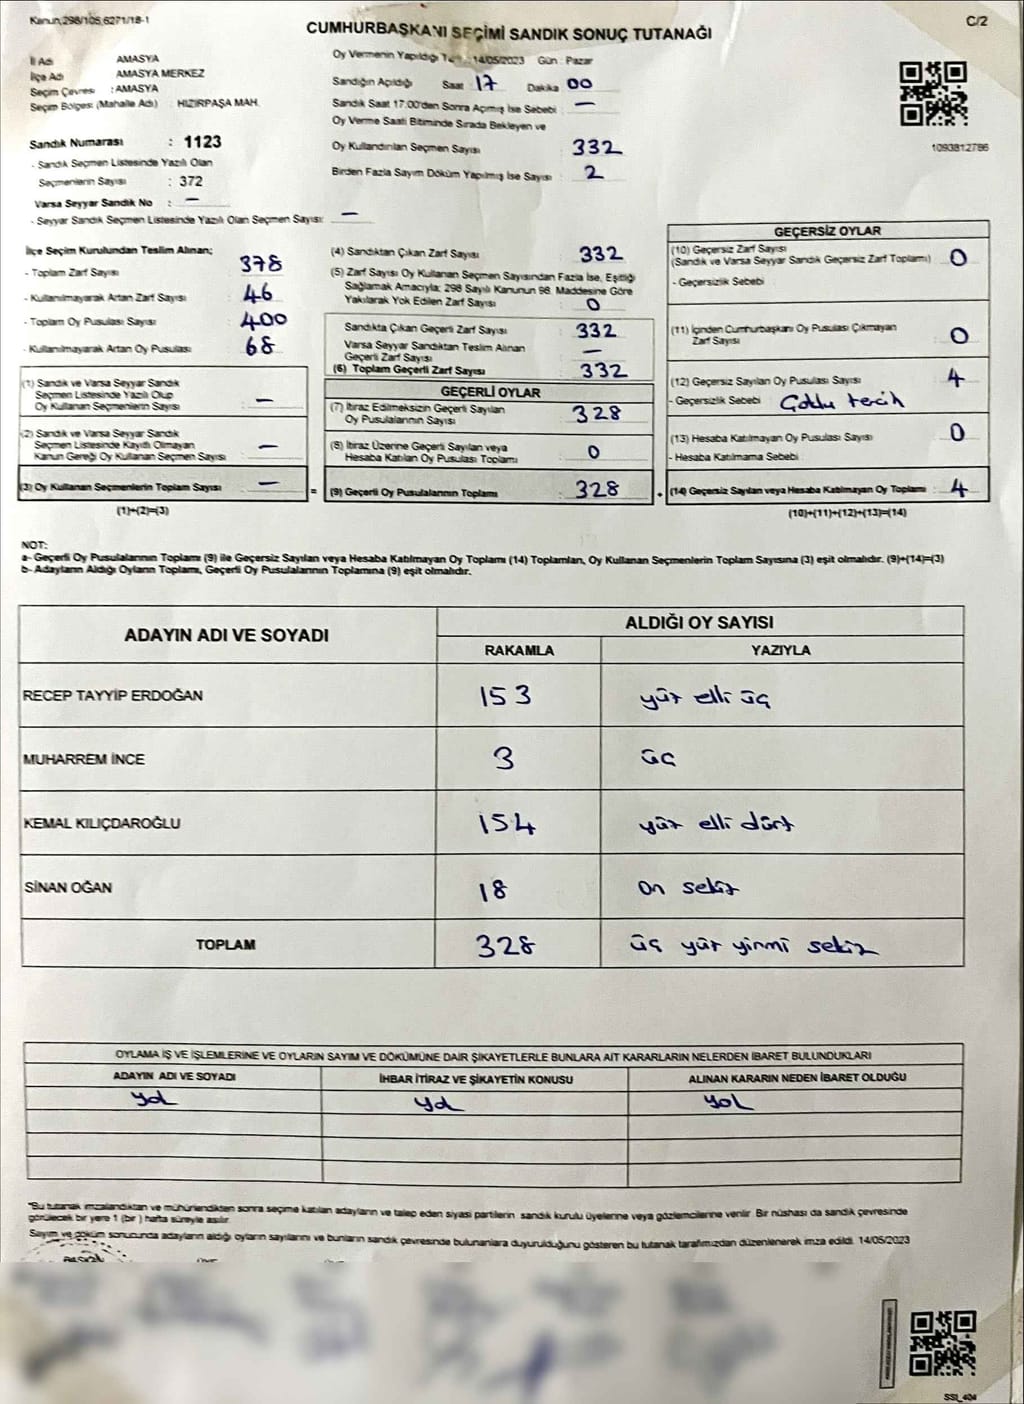 Kanun,298/105,6271/18-1
C/2
CUMHURBAŞKANI SEÇİMİ SANDIK SONUÇ TUTANAĞI
İl Adı AMASYA
İlçe Adı AMASYA MERKEZ
Seçim Çevresi : AMASYA
Seçim Bölgesi (Mahalle Adı) : HIZIRPAŞA MAH.
Oy Vermenin Yapıldığı 14/05/2023 Gün : Pazar
Sandığın Açıldığı Saat 17 Dakika 00
Sandık Saat 17:00'den Sonra Açmış İse Sebebi : —
Oy Verme Saati Bitiminde Sırada Bekleyen ve
Oy Kullandırılan Seçmen Sayısı 332
Birden Fazla Sayım Döküm Yapılmış İse Sayısı : 2
1093812786
Sandık Numarası : 1123
- Sandık Seçmen Listesinde Yazılı Olan
Seçmenlerin Sayısı : 372
Varsa Seyyar Sandık No : —
- Seyyar Sandık Seçmen Listesinde Yazılı Olan Seçmen Sayısı: —
İlçe Seçim Kurulundan Teslim Alınan;
- Toplam Zarf Sayısı : 378
- Kullanılmayarak Artan Zarf Sayısı : 46
- Toplam Oy Pusulası Sayısı : 400
- Kullanılmayarak Artan Oy Pusulası : 68
(1) Sandık ve Varsa Seyyar Sandık
Seçmen Listesinde Yazılı Olup
Oy Kullanan Seçmenlerin Sayısı : —
(2) Sandık ve Varsa Seyyar Sandık
Seçmen Listesinde Kayıtlı Olmayan
Kanun Gereği Oy Kullanan Seçmen Sayısı : —
(3) Oy Kullanan Seçmenlerin Toplam Sayısı : —
(1)+(2)=(3)
(4) Sandıktan Çıkan Zarf Sayısı : 332
(5) Zarf Sayısı Oy Kullanan Seçmen Sayısından Fazla İse, Eşitliği
Sağlamak Amacıyla; 298 Sayılı Kanunun 98. Maddesine Göre
Yakılarak Yok Edilen Zarf Sayısı : 0
Sandıkta Çıkan Geçerli Zarf Sayısı : 332
Varsa Seyyar Sandıktan Teslim Alınan
Geçerli Zarf Sayısı : —
(6) Toplam Geçerli Zarf Sayısı : 332
GEÇERLİ OYLAR
(7) İtiraz Edilmeksizin Geçerli Sayılan
Oy Pusulasının Sayısı : 328
(8) İtiraz Üzerine Geçerli Sayılan veya
Hesaba Katılan Oy Pusulası Toplamı : 0
= (9) Geçerli Oy Pusulalarının Toplamı : 328 +
GEÇERSİZ OYLAR
(10) Geçersiz Zarf Sayısı
(Sandık ve Varsa Seyyar Sandık Geçersiz Zarf Toplamı) : 0
- Geçersizlik Sebebi
(11) İçinden Cumhurbaşkanı Oy Pusulası Çıkmayan
Zarf Sayısı : 0
(12) Geçersiz Sayılan Oy Pusulası Sayısı : 4
- Geçersizlik Sebebi Çoklu tercih
(13) Hesaba Katılmayan Oy Pusulası Sayısı : 0
- Hesaba Katılmama Sebebi
(14) Geçersiz Sayılan veya Hesaba Katılmayan Oy Toplamı : 4
(10)+(11)+(12)+(13)=(14)
NOT:
a- Geçerli Oy Pusulalarının Toplamı (9) ile Geçersiz Sayılan veya Hesaba Katılmayan Oy Toplamı (14) Toplamları, Oy Kullanan Seçmenlerin Toplam Sayısına (3) eşit olmalıdır. (9)+(14)=(3)
b- Adayların Aldığı Oyların Toplamı, Geçerli Oy Pusulalarının Toplamına (9) eşit olmalıdır.
ADAYIN ADI VE SOYADI
ALDIĞI OY SAYISI
RAKAMLA YAZIYLA
RECEP TAYYİP ERDOĞAN 153 yüz elli üç
MUHARREM İNCE 3 üç
KEMAL KILIÇDAROĞLU 154 yüz elli dört
SİNAN OĞAN 18 on sekiz
TOPLAM 328 üç yüz yirmi sekiz
OYLAMA İŞ VE İŞLEMLERİNE VE OYLARIN SAYIM VE DÖKÜMÜNE DAİR ŞİKAYETLERLE BUNLARA AİT KARARLARIN NELERDEN İBARET BULUNDUKLARI
ADAYIN ADI VE SOYADI İHBAR İTİRAZ VE ŞİKAYETİN KONUSU ALINAN KARARIN NEDEN İBARET OLDUĞU
yok yok yok
*Bu tutanak imzalandıktan ve mühürlendikten sonra seçime katılan adayların ve talep eden siyasi partilerin sandık kurulu üyelerine veya gözlemcilerine verilir. Bir nüshası da sandık çevresinde
görülecek bir yere 1 (bir) hafta süreyle asılır.
Sayım ve döküm sonucunda adayların aldığı oyların sayılarını ve bunların sandık çevresinde bulunanlara duyurulduğunu gösteren bu tutanak tarafımızdan düzenlenerek imza edildi. 14/05/2023
SSI_404